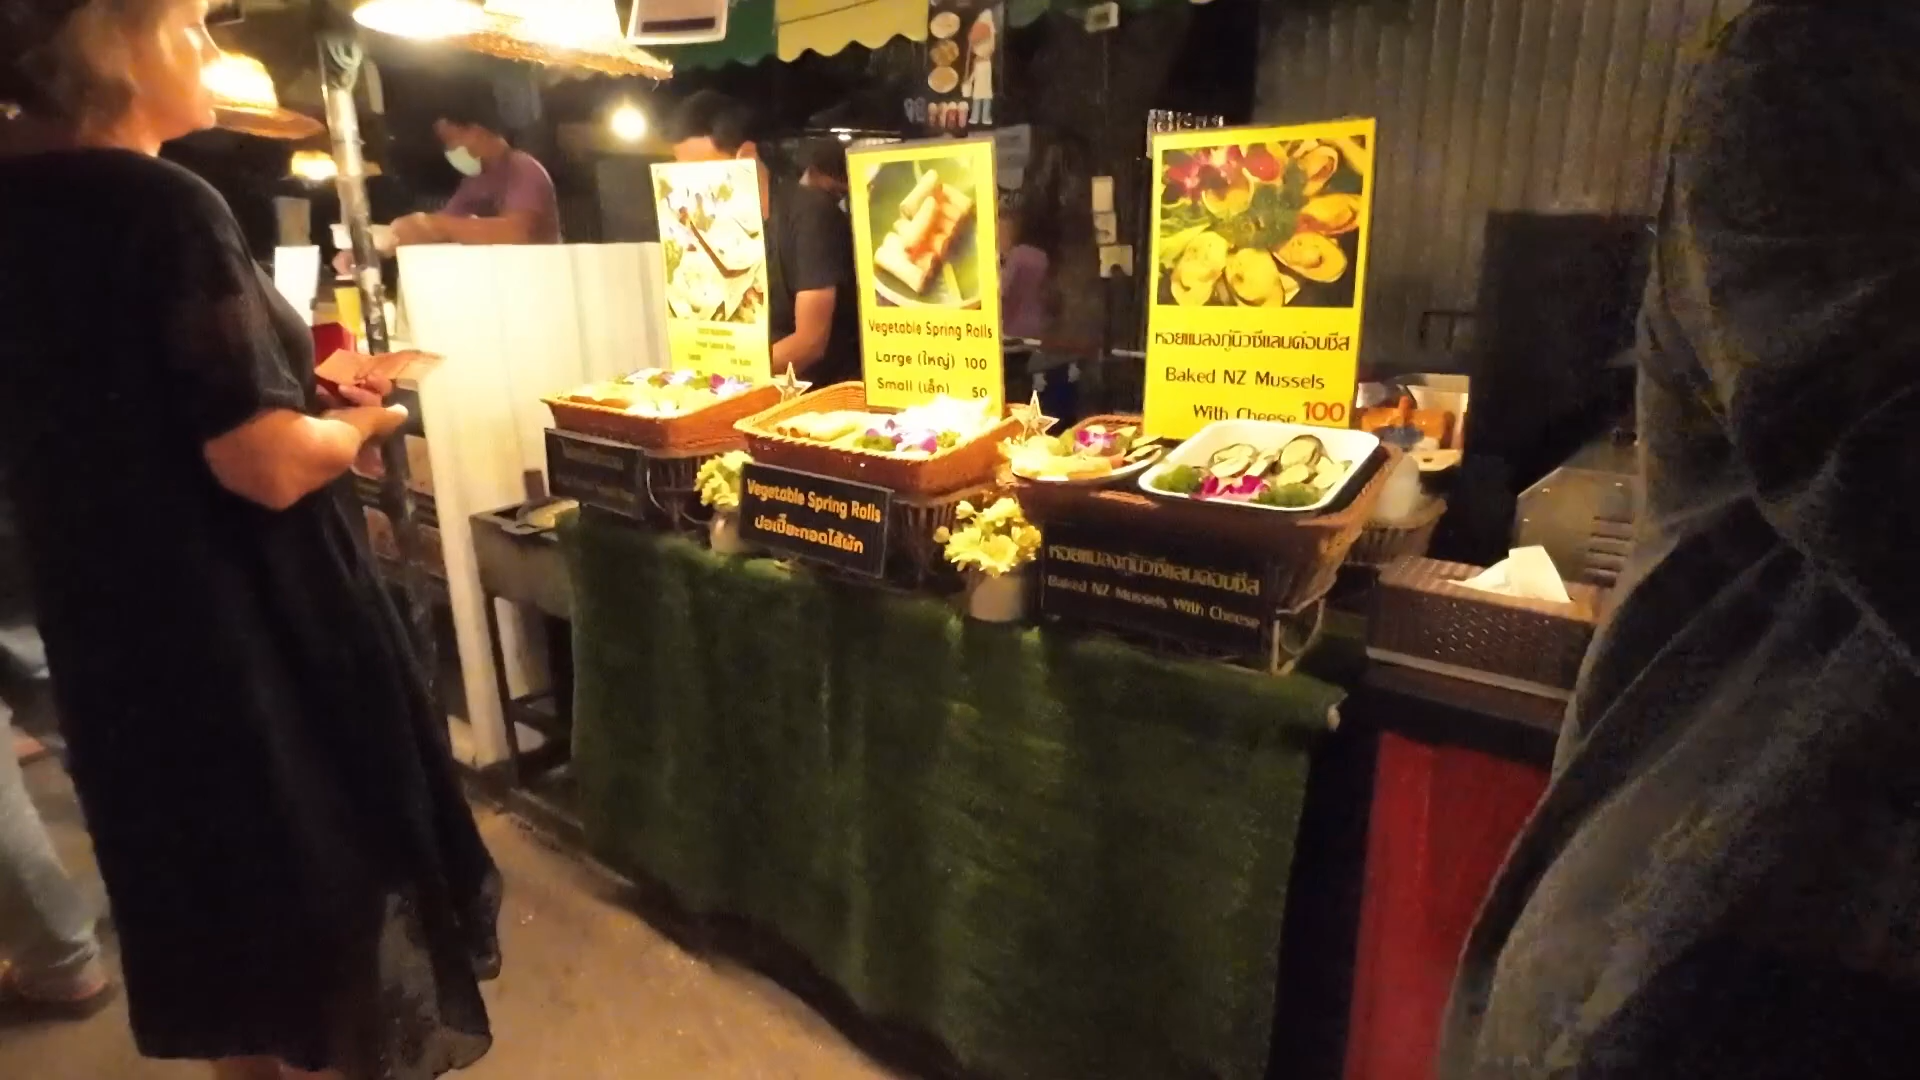 Vegetable Spring Rolls
Large (ใหญ่) 100
Small (เล็ก) 50
หอยแมลงภู่นิวซีแลนด์อบชีส
Baked NZ Mussels
With Cheese 100
Vegetable Spring Rolls
ปอเปี๊ยะทอดไส้ผัก
หอยแมลงภู่นิวซีแลนด์อบชีส
Baked NZ Mussels With Cheese